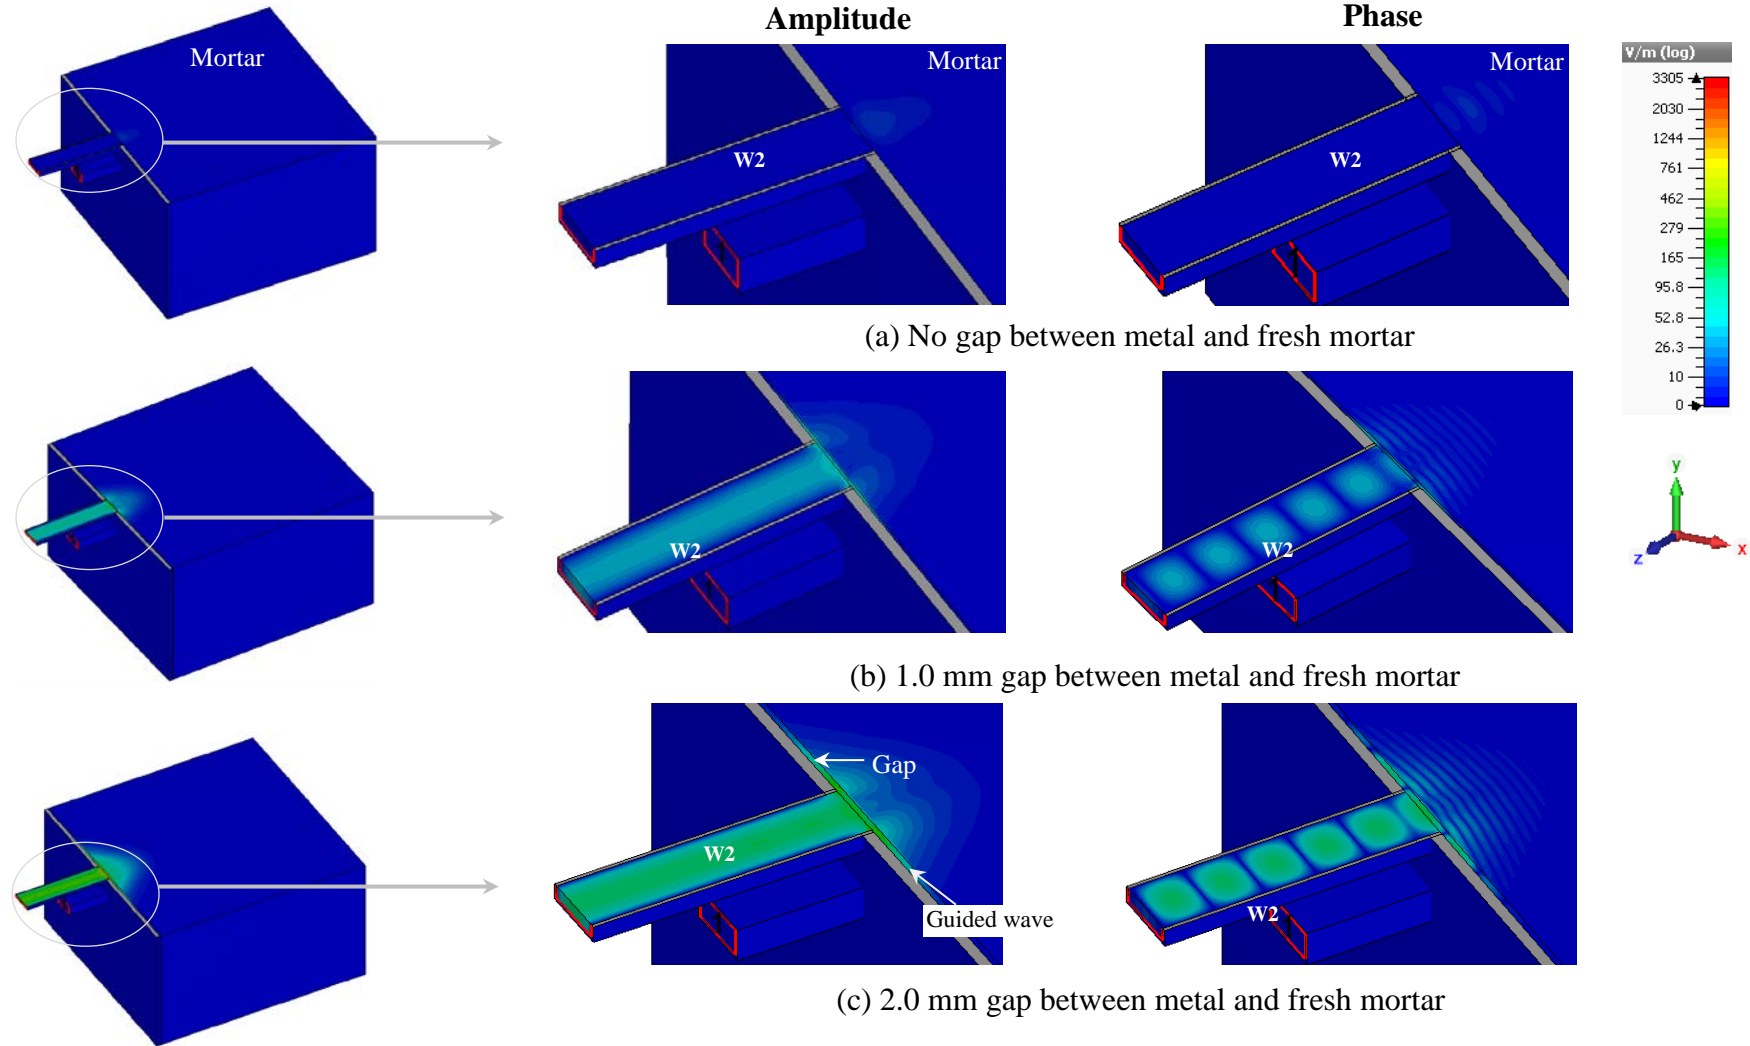 Amplitude
Phase
Mortar
Mortar
Mortar
W2
W2
V/m (log)
3305
2030
1244
761
462
279
165
95.8
52.8
26.3
10
0
(a) No gap between metal and fresh mortar
W2
W2
y
z
x
(b) 1.0 mm gap between metal and fresh mortar
Gap
W2
Guided wave
W2
(c) 2.0 mm gap between metal and fresh mortar